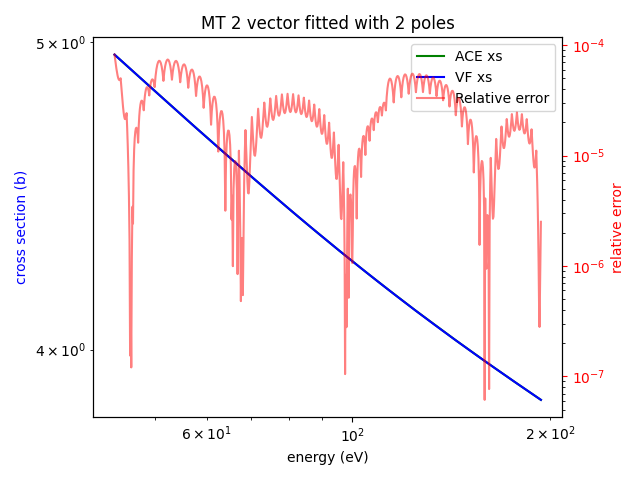 MT 2 vector fitted with 2 poles
5 × 10⁰
4 × 10⁰
cross section (b)
ACE xs
VF xs
Relative error
10⁻⁴
10⁻⁵
10⁻⁶
10⁻⁷
relative error
6 × 10¹
10²
2 × 10²
energy (eV)